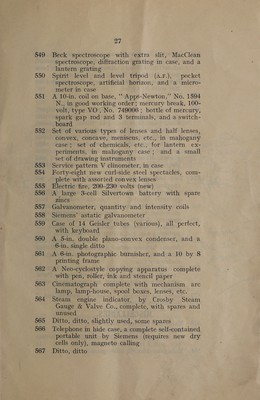 27
549 Beck spectroscope with extra slit, MacClean
spectroscope, diffraction grating in case, and a
lantern grating
550 Spirit level and level tripod (A.F.), pocket
spectroscope, artificial horizon, and a micro-
meter in case
551 A 10-in. coil on base, "Appr-Newton," No. 1594
N., in good working order: mercury break, 100-
volt, type VO, No. 749006; bottle of mercury,
spark gap rod and 3 terminals, and a switch-
board
552 Set of various types of lenses and half lenses,
convex, concave, meniscus, etc., in mahogany
case; set of chemicals, etc., for lantern ex-
periments, in mahogany case; and a small
set of drawing instruments
553 Service pattern V clinometer, in case
554 Forty-eight new curl-side steel spectacles, com-
plete with assorted convex lenses
555 Electric fire, 200-230 volts (new)
556 A large 3-cell Silvertown battery with spare
zincs
557 Galvanometer, quantity and intensity coils
558 Siemens' astatic galvanometer
559 Case of 14 Geisler tubes (various), all perfect,
with keyboard
560 A 5-in. double plano-convex condenser, and a
6-in. single ditto
561 A 6-in. photographic burnisher, and a 10 by 8
printing frame
562 A Neo-cyclostyle copying apparatus complete
with pen, roller, ink and stencil paper
563 Cinematograph complete with mechanism arc
lamp, lamp-house, spool boxes, lenses, etc.
564 Steam engine indicator by Crosby Steam
Gauge & Valve Co., complete, with spares and
unused
565 Ditto, ditto, slightly used, some spares
566 Telephone in hide case, a complete self-contained
portable unit by Siemens (requires new dry
cells only), magneto calling
567 Ditto, ditto